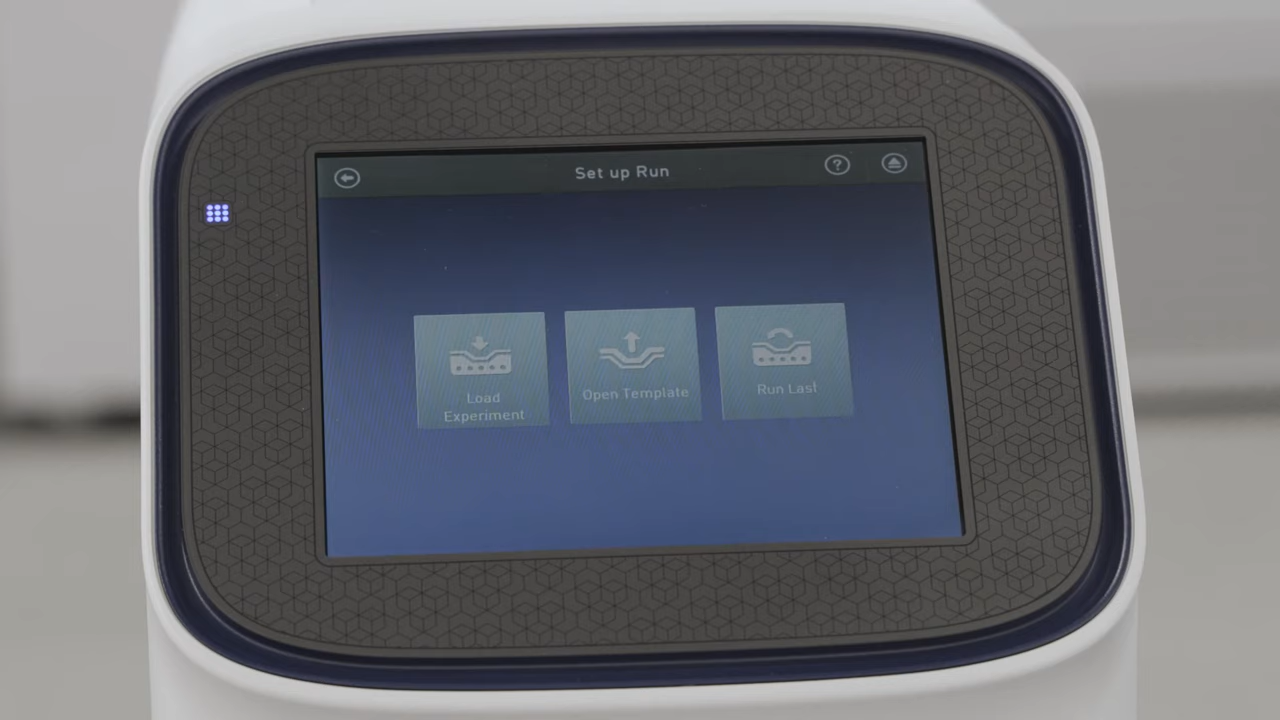 Set up Run
?
Load
Experiment
Open Template
Run Last